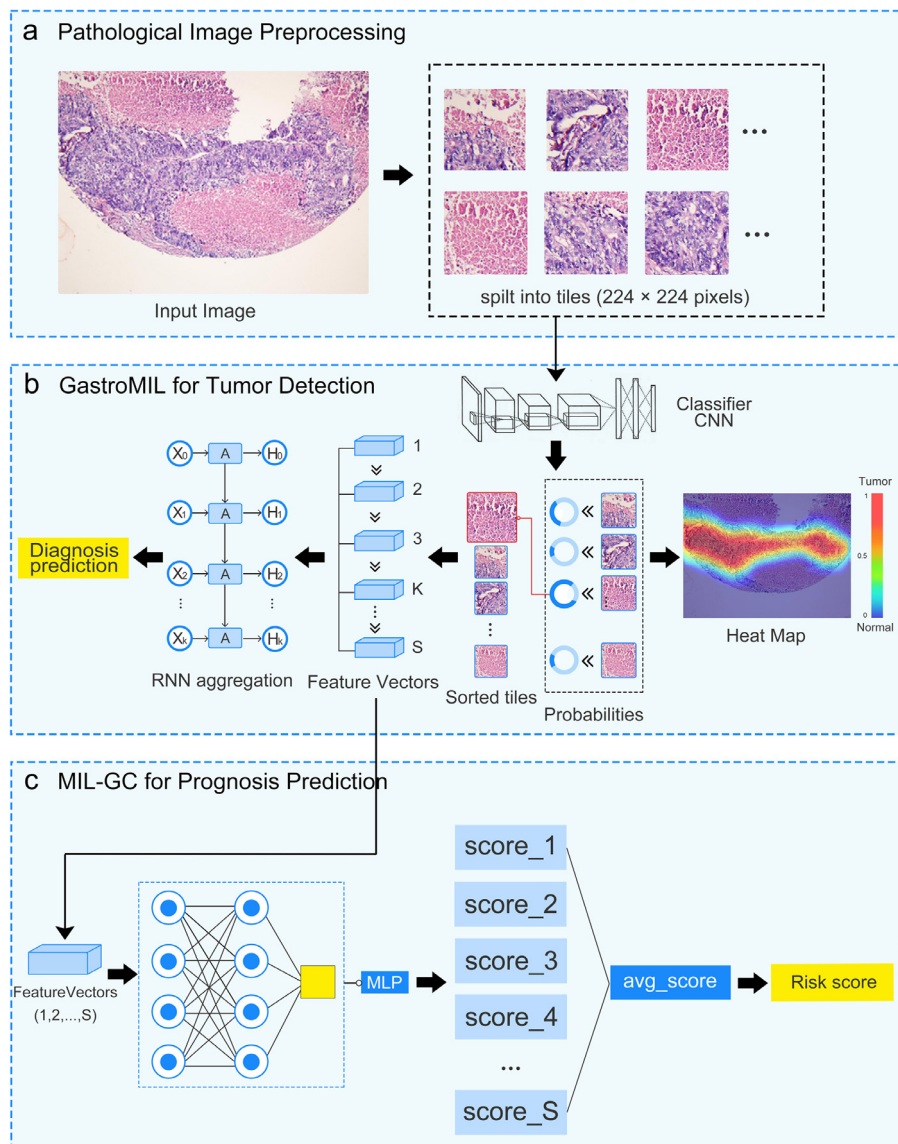 a Pathological Image Preprocessing
Input Image
...
...
spilt into tiles (224 × 224 pixels)
b GastroMIL for Tumor Detection
Classifier
CNN
X0 A H0
X1 A H1
X2 A H2
Xk A Hk
RNN aggregation
Diagnosis
prediction
1
2
3
K
S
Feature Vectors
Sorted tiles
Probabilities
Tumor
1
0.5
0
Normal
Heat Map
c MIL-GC for Prognosis Prediction
FeatureVectors
(1,2,...,S)
MLP
score_1
score_2
score_3
score_4
...
score_S
avg_score
Risk score